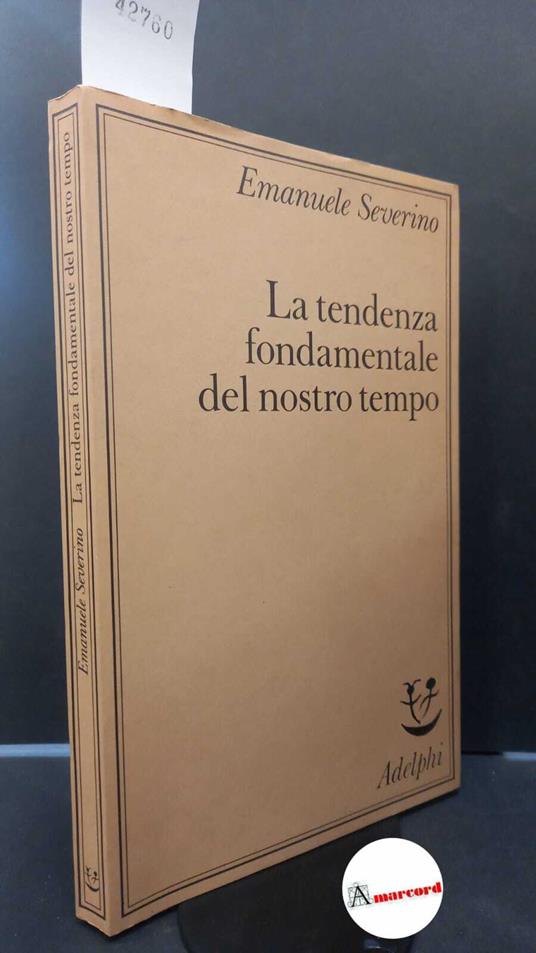 42760
Emanuele Severino
La tendenza
fondamentale
del nostro tempo
Adelphi
Emanuele Severino La tendenza fondamentale del nostro tempo
Amarcord